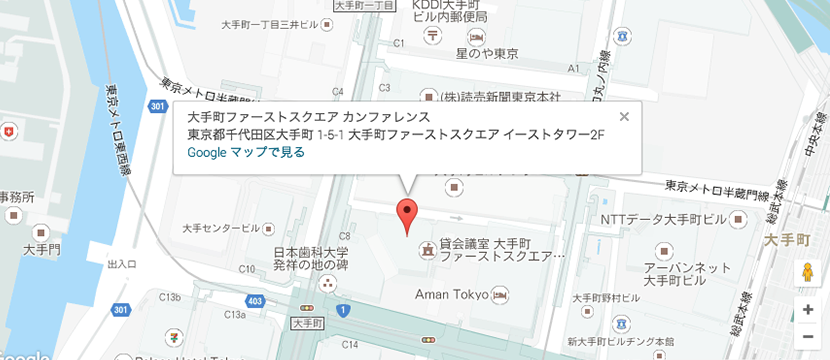 大手町一丁目
KDDI大手町
ビル内郵便局
大手町一丁目三井ビル
星のや東京
C1
A1
C4
C3
丸ノ内線
東京メトロ半蔵門線
(株)読売新聞東京本社
301
大手町ファーストスクエア カンファレンス
東京都千代田区大手町 1-5-1 大手町ファーストスクエア イーストタワー2F
Google マップで見る
東京メトロ東西線
中央本線
東京メトロ半蔵門線
総武本線
事務所
大手門
大手センタービル
C8
NTTデータ大手町ビル
大手町
日本歯科大学
発祥の地の碑
貸会議室 大手町
ファーストスクエア…
アーバンネット
大手町ビル
出入口
C10
C13b
C13a
301
403
1
大手町
Aman Tokyo
大手町野村ビル
新大手町ビルヂング本館
総武本線
Google